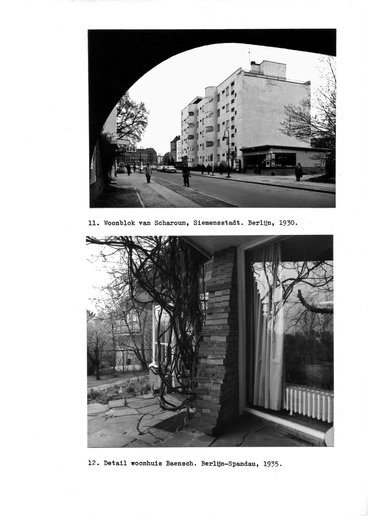 11. Woonblok van Scharoun, Siemensstadt. Berlijn, 1930.
12. Detail woonhuis Baensch. Berlijn-Spandau, 1935.